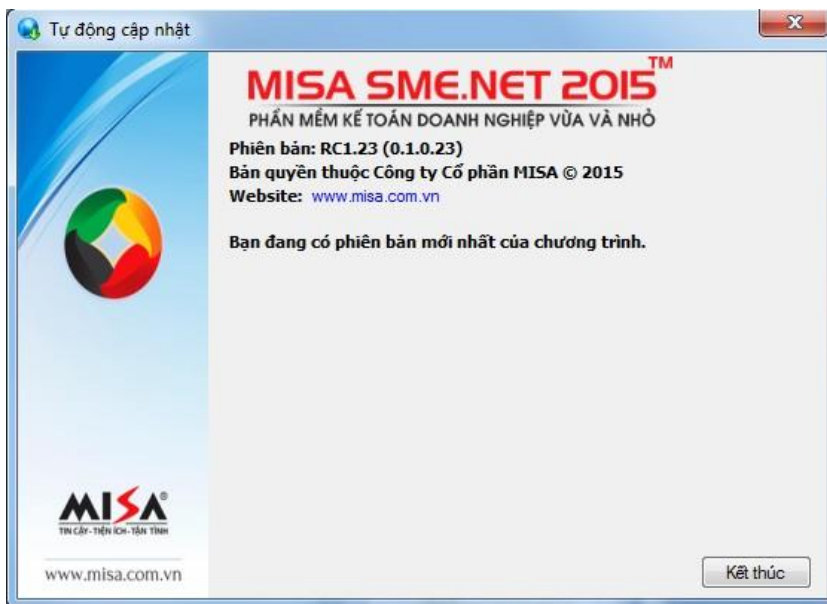 Tự động cập nhật
MISA SME.NET 2015™
PHẦN MỀM KẾ TOÁN DOANH NGHIỆP VỪA VÀ NHỎ
Phiên bản: RC1.23 (0.1.0.23)
Bản quyền thuộc Công ty Cổ phần MISA © 2015
Website: www.misa.com.vn
Bạn đang có phiên bản mới nhất của chương trình.
MISA®
TIN CẬY - TIỆN ÍCH - TẬN TÌNH
www.misa.com.vn
Kết thúc